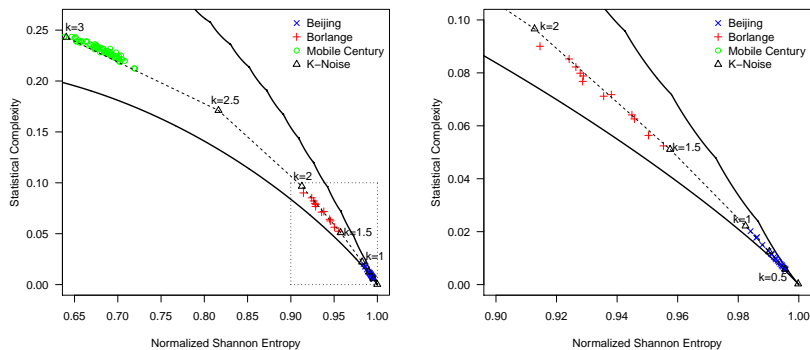 k=3
k=2.5
k=2
k=1.5
k=1
Beijing
Borlange
Mobile Century
K−Noise
0.00
0.05
0.10
0.15
0.20
0.25
0.65
0.70
0.75
0.80
0.85
0.90
0.95
1.00
Statistical Complexity
Normalized Shannon Entropy
k=2
k=1.5
k=1
k=0.5
Beijing
Borlange
Mobile Century
K−Noise
0.00
0.02
0.04
0.06
0.08
0.10
0.90
0.92
0.94
0.96
0.98
1.00
Statistical Complexity
Normalized Shannon Entropy